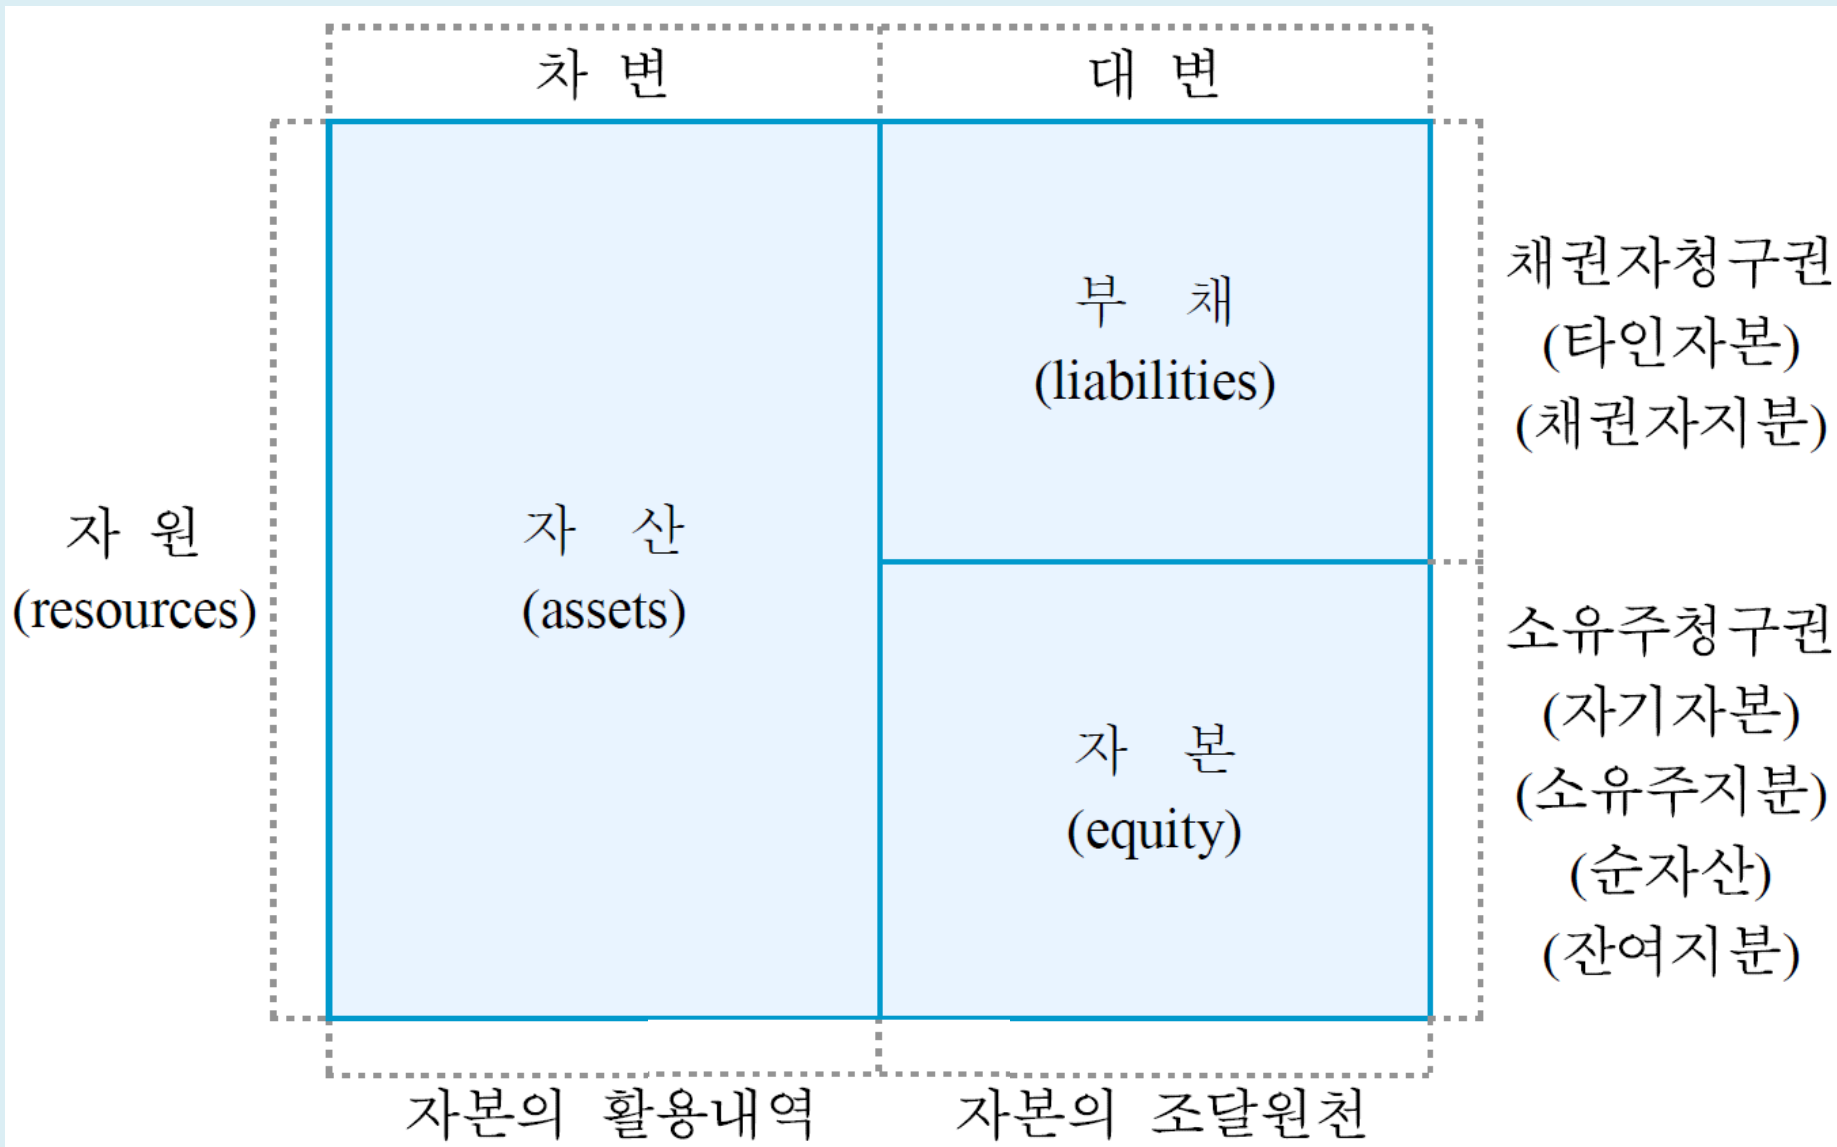 차 변
대 변
자 원
(resources)
자 산
(assets)
부 채
(liabilities)
자 본
(equity)
채권자청구권
(타인자본)
(채권자지분)
소유주청구권
(자기자본)
(소유주지분)
(순자산)
(잔여지분)
자본의 활용내역
자본의 조달원천